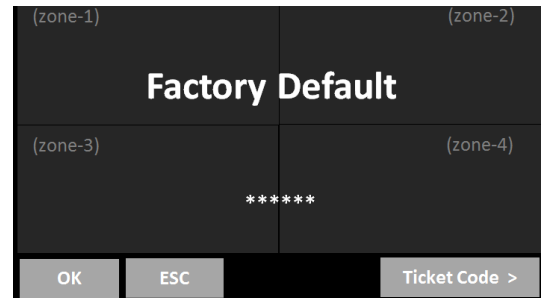 (zone-1) (zone-2)
Factory Default
(zone-3) (zone-4)
******
OK ESC Ticket Code >